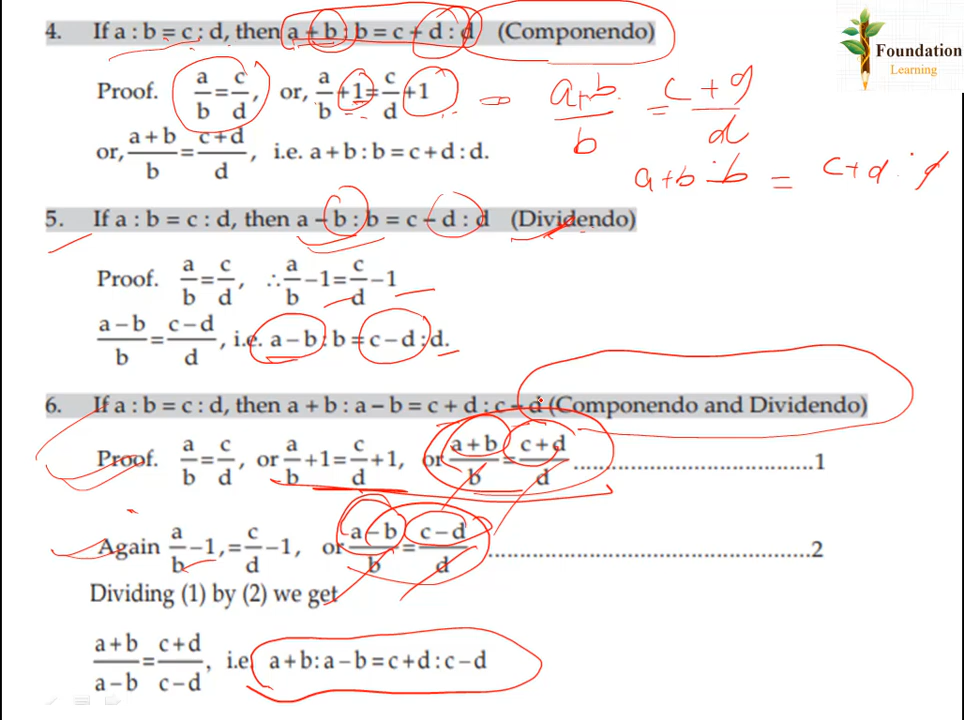 4. If a : b = c : d, then a + b : b = c + d : d (Componendo)
Foundation
Learning
Proof. a/b = c/d, or, a/b +1 = c/d +1
a+b/b = c+d/d
or, a+b/b = c+d/d, i.e. a + b : b = c + d : d.
a+b : b = c+d : d
5. If a : b = c : d, then a – b : b = c – d : d (Dividendo)
Proof. a/b = c/d, ∴ a/b –1 = c/d –1
a–b/b = c–d/d, i.e. a – b : b = c – d : d.
6. If a : b = c : d, then a + b : a – b = c + d : c – d (Componendo and Dividendo)
Proof. a/b = c/d, or a/b +1 = c/d +1, or a+b/b = c+d/d ......................................1
Again a/b –1, = c/d –1, or a–b/b = c–d/d ....................................................2
Dividing (1) by (2) we get
a+b/a–b = c+d/c–d, i.e a + b : a – b = c + d : c – d